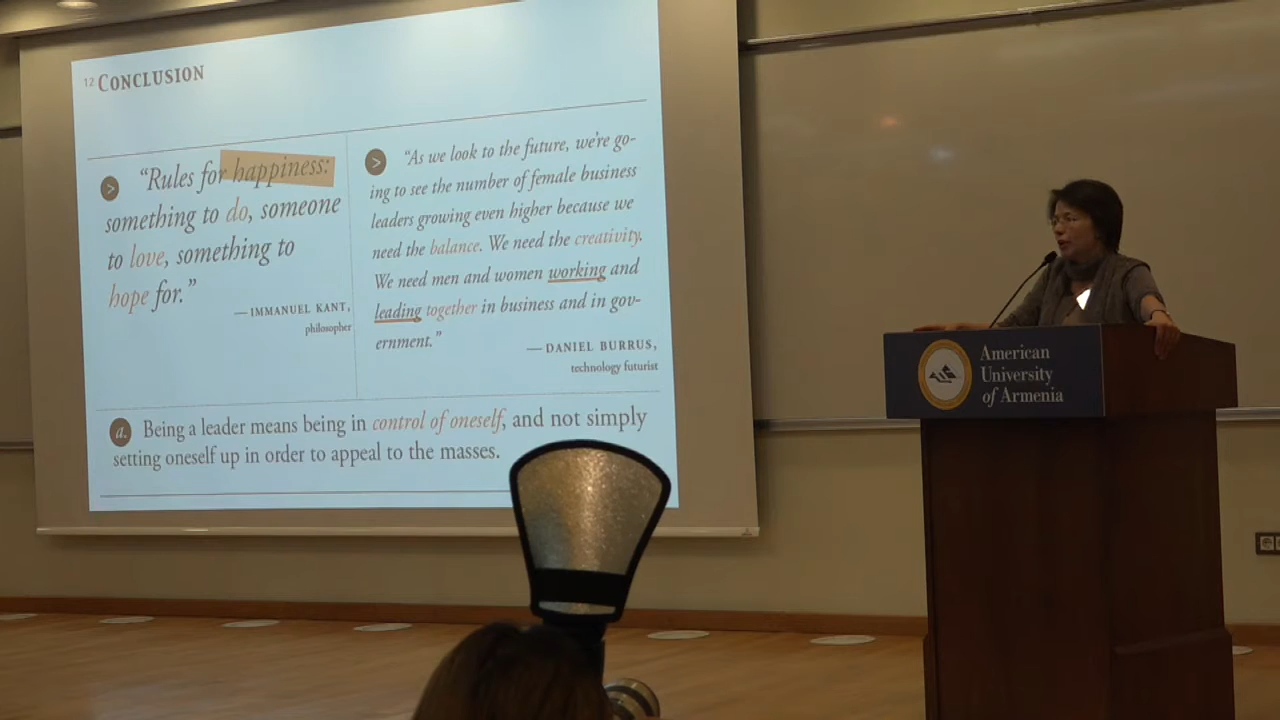 12 CONCLUSION
“Rules for happiness:
something to do, someone
to love, something to
hope for.”
—IMMANUEL KANT,
philosopher
“As we look to the future, we're go-
ing to see the number of female business
leaders growing even higher because we
need the balance. We need the creativity.
We need men and women working and
leading together in business and in gov-
ernment.”
—DANIEL BURRUS,
technology futurist
a. Being a leader means being in control of oneself, and not simply
setting oneself up in order to appeal to the masses.
American
University
of Armenia